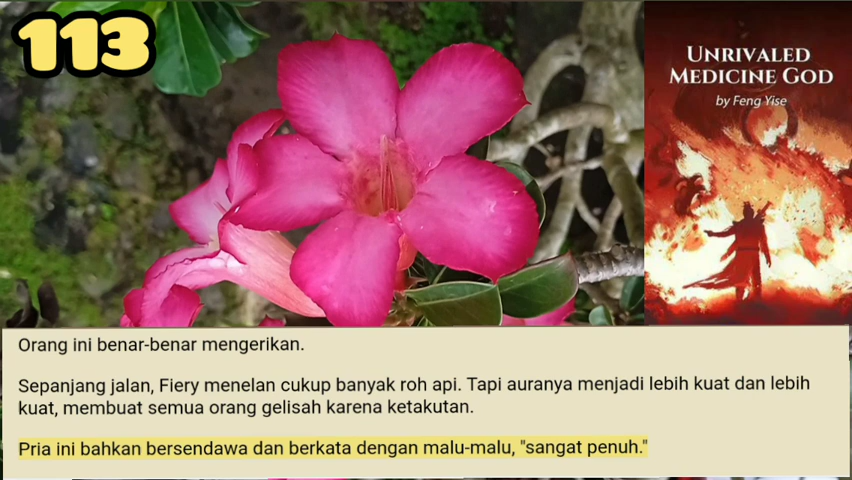 113
UNRIVALED
MEDICINE GOD
by Feng Yise
Orang ini benar-benar mengerikan.
Sepanjang jalan, Fiery menelan cukup banyak roh api. Tapi auranya menjadi lebih kuat dan lebih
kuat, membuat semua orang gelisah karena ketakutan.
Pria ini bahkan bersendawa dan berkata dengan malu-malu, "sangat penuh."